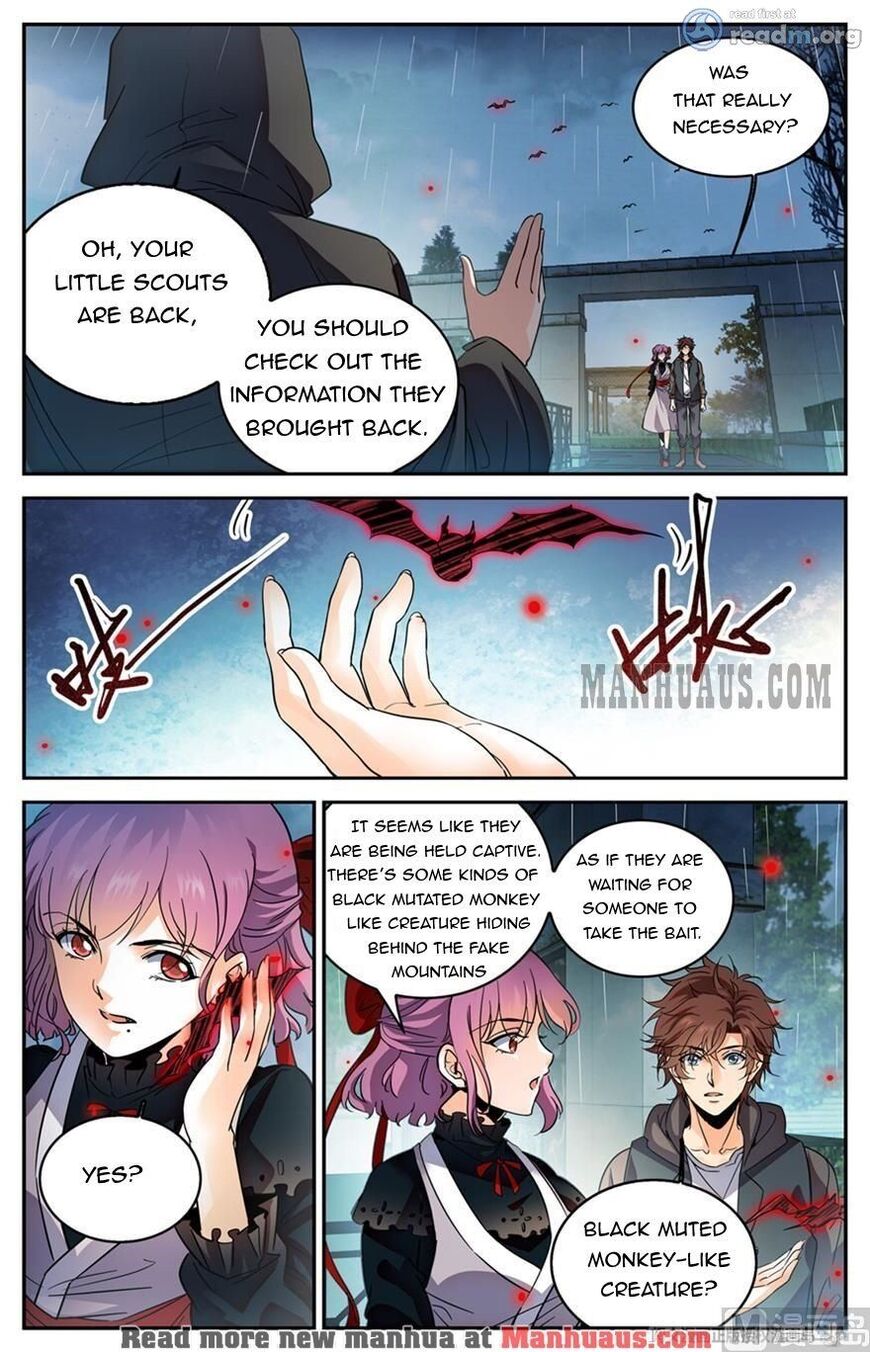 read first at
readm.org
WAS
THAT REALLY
NECESSARY?
OH, YOUR
LITTLE SCOUTS
ARE BACK,
YOU SHOULD
CHECK OUT THE
INFORMATION THEY
BROUGHT BACK.
MANHUAUS.COM
YES?
IT SEEMS LIKE THEY
ARE BEING HELD CAPTIVE.
THERE'S SOME KINDS OF
BLACK MUTATED MONKEY
LIKE CREATURE HIDING
BEHIND THE FAKE
MOUNTAINS
AS IF THEY ARE
WAITING FOR
SOMEONE TO
TAKE THE BAIT.
BLACK MUTED
MONKEY-LIKE
CREATURE?
Read more new manhua at Manhuaus.com
漫画岛